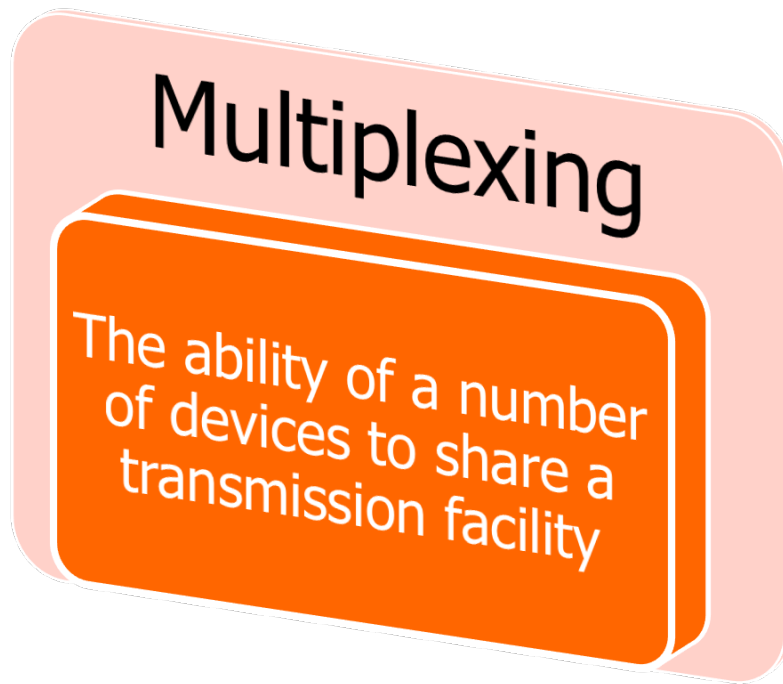 Multiplexing
The ability of a number
of devices to share a
transmission facility